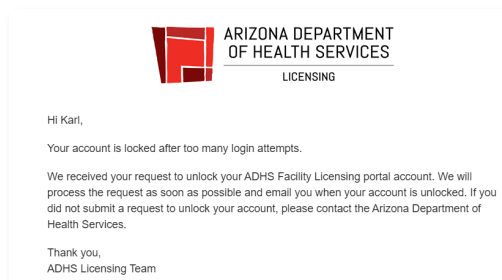 ARIZONA DEPARTMENT
OF HEALTH SERVICES
LICENSING
Hi Karl,
Your account is locked after too many login attempts.
We received your request to unlock your ADHS Facility Licensing portal account. We will
process the request as soon as possible and email you when your account is unlocked. If you
did not submit a request to unlock your account, please contact the Arizona Department of
Health Services.
Thank you,
ADHS Licensing Team